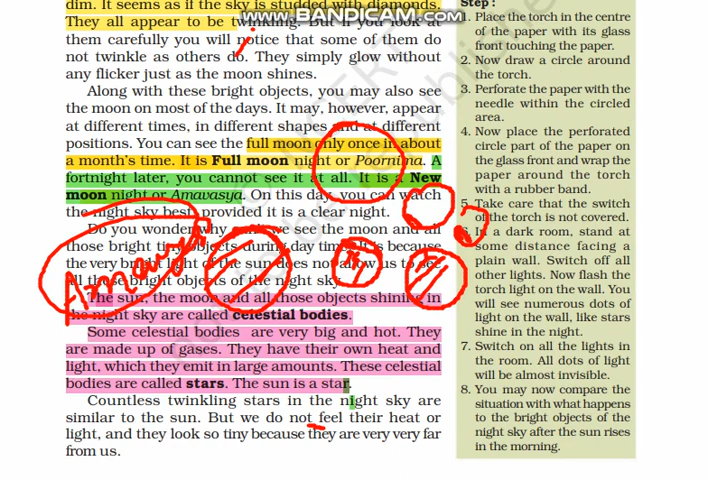 dim. It seems as if the sky is studded with diamonds.
They all appear to be twinkling. But if you look at
www.BANDICAM.com
them carefully you will notice that some of them do
not twinkle as others do. They simply glow without
any flicker just as the moon shines.
Along with these bright objects, you may also see
the moon on most of the days. It may, however, appear
at different times, in different shapes and at different
positions. You can see the full moon only once in about
a month's time. It is Full moon night or Poornima. A
fortnight later, you cannot see it at all. It is a New
moon night or Amavasya. On this day, you can watch
the night sky best, provided it is a clear night.
Do you wonder why can't we see the moon and all
those bright tiny objects during day time. It is because
the very bright light of the sun does not allow us to see
all these bright objects of the night sky.
The sun, the moon and all those objects shining in
the night sky are called celestial bodies.
Some celestial bodies are very big and hot. They
are made up of gases. They have their own heat and
light, which they emit in large amounts. These celestial
bodies are called stars. The sun is a star.
Countless twinkling stars in the night sky are
similar to the sun. But we do not feel their heat or
light, and they look so tiny because they are very very far
from us.
Step :
1. Place the torch in the centre
of the paper with its glass
front touching the paper.
2. Now draw a circle around
the torch.
3. Perforate the paper with the
needle within the circled
area.
4. Now place the perforated
circle part of the paper on
the glass front and wrap the
paper around the torch
with a rubber band.
5. Take care that the switch
of the torch is not covered.
6. In a dark room, stand at
some distance facing a
plain wall. Switch off all
other lights. Now flash the
torch light on the wall. You
will see numerous dots of
light on the wall, like stars
shine in the night.
7. Switch on all the lights in
the room. All dots of light
will be almost invisible.
8. You may now compare the
situation with what happens
to the bright objects of the
night sky after the sun rises
in the morning.